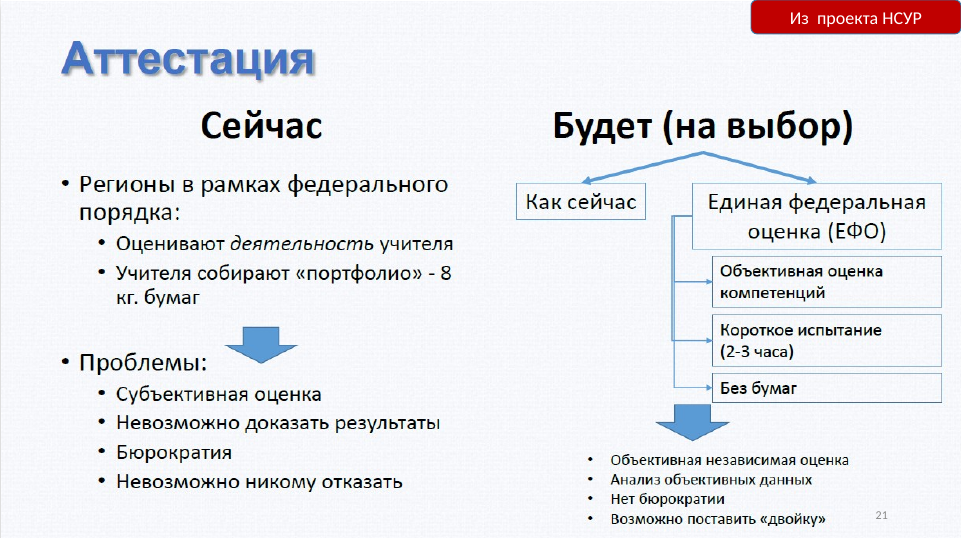 Из проекта НСУР
Аттестация
Сейчас
• Регионы в рамках федерального
порядка:
• Оценивают деятельность учителя
• Учителя собирают «портфолио» - 8
кг. бумаг
• Проблемы:
• Субъективная оценка
• Невозможно доказать результаты
• Бюрократия
• Невозможно никому отказать
Будет (на выбор)
Как сейчас
Единая федеральная
оценка (ЕФО)
Объективная оценка
компетенций
Короткое испытание
(2-3 часа)
Без бумаг
• Объективная независимая оценка
• Анализ объективных данных
• Нет бюрократии
• Возможно поставить «двойку»
21